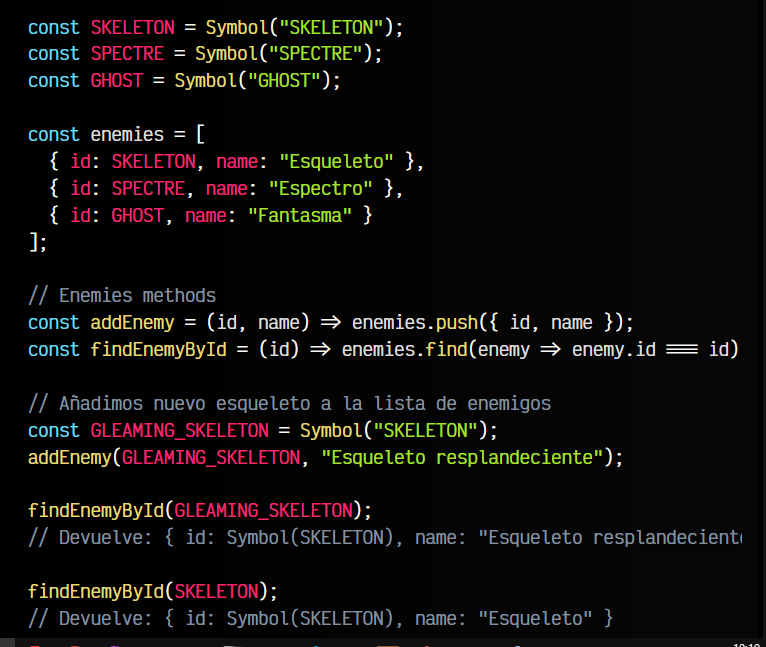 const SKELETON = Symbol("SKELETON");
const SPECTRE = Symbol("SPECTRE");
const GHOST = Symbol("GHOST");
const enemies = [
{ id: SKELETON, name: "Esqueleto" },
{ id: SPECTRE, name: "Espectro" },
{ id: GHOST, name: "Fantasma" }
];
// Enemies methods
const addEnemy = (id, name) => enemies.push({ id, name });
const findEnemyById = (id) => enemies.find(enemy => enemy.id === id)
// Añadimos nuevo esqueleto a la lista de enemigos
const GLEAMING_SKELETON = Symbol("SKELETON");
addEnemy(GLEAMING_SKELETON, "Esqueleto resplandeciente");
findEnemyById(GLEAMING_SKELETON);
// Devuelve: { id: Symbol(SKELETON), name: "Esqueleto resplandeciente
findEnemyById(SKELETON);
// Devuelve: { id: Symbol(SKELETON), name: "Esqueleto" }